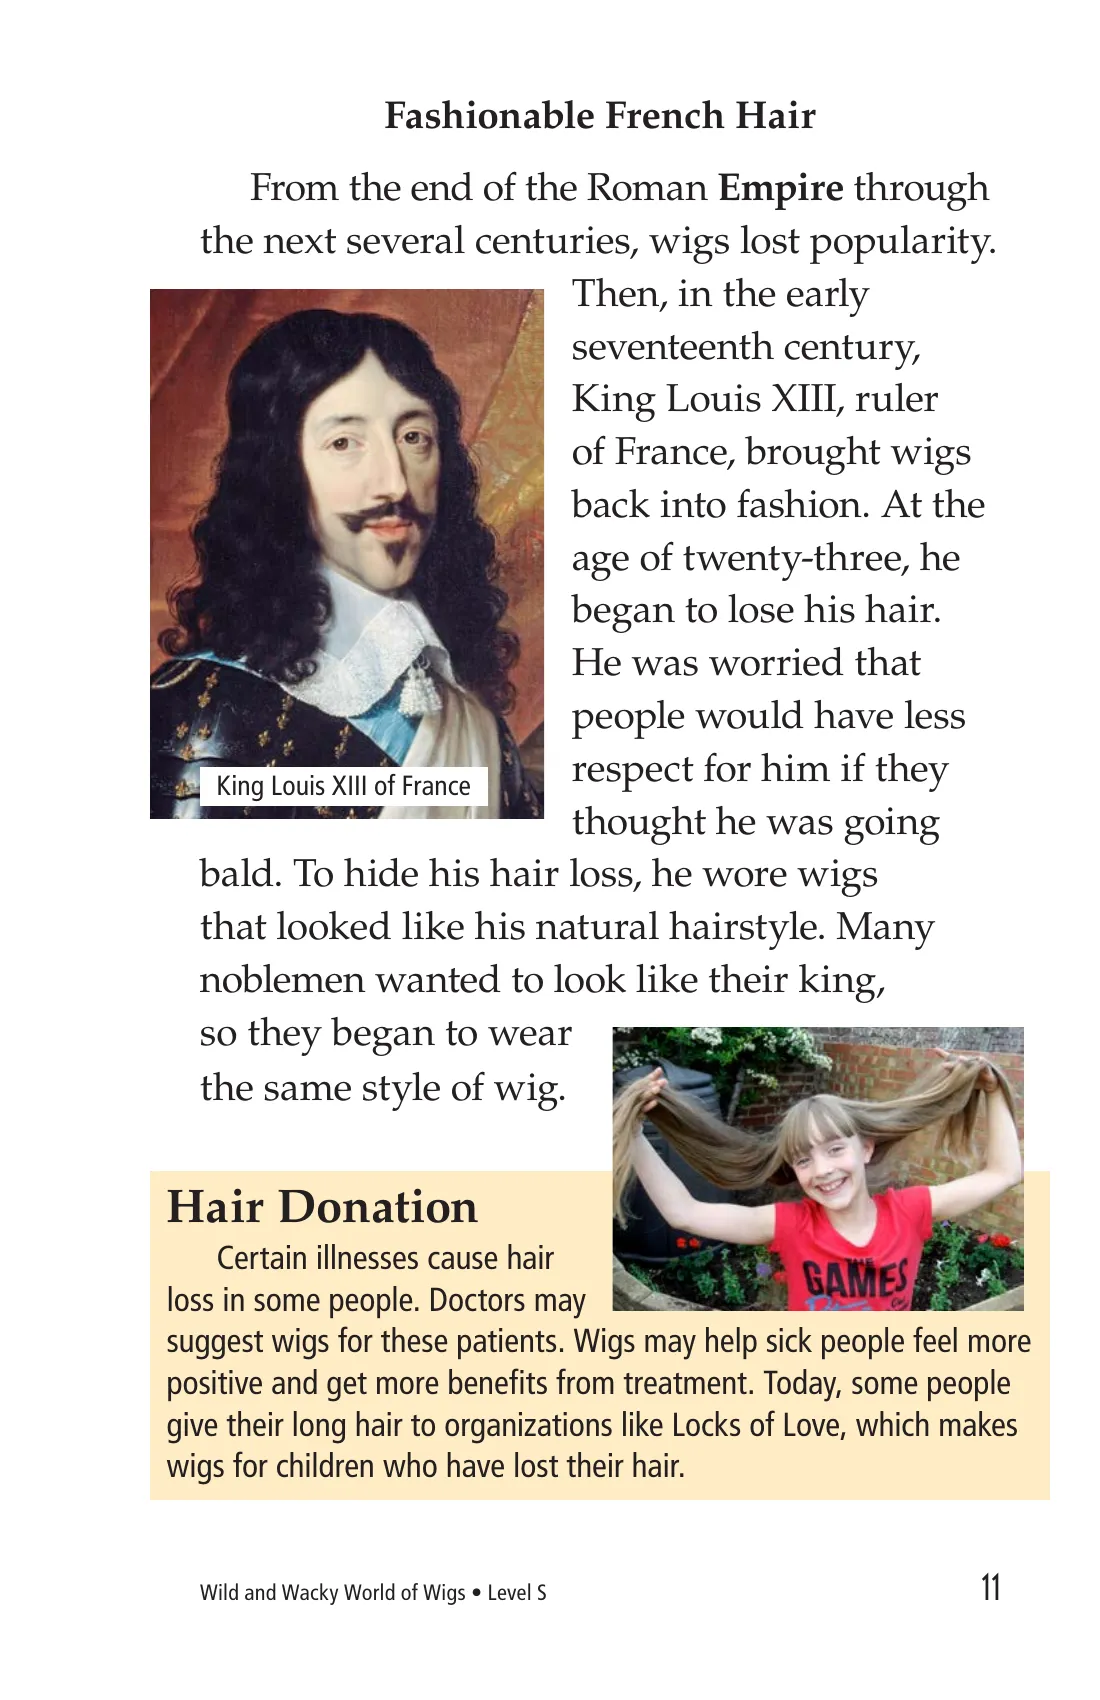 Fashionable French Hair
From the end of the Roman Empire through
the next several centuries, wigs lost popularity.
Then, in the early
seventeenth century,
King Louis XIII, ruler
of France, brought wigs
back into fashion. At the
age of twenty-three, he
began to lose his hair.
He was worried that
people would have less
respect for him if they
thought he was going
King Louis XIII of France
bald. To hide his hair loss, he wore wigs
that looked like his natural hairstyle. Many
noblemen wanted to look like their king,
so they began to wear
the same style of wig.
THE
GAMES
Hair Donation
Certain illnesses cause hair
loss in some people. Doctors may
suggest wigs for these patients. Wigs may help sick people feel more
positive and get more benefits from treatment. Today, some people
give their long hair to organizations like Locks of Love, which makes
wigs for children who have lost their hair.
Wild and Wacky World of Wigs • Level S
11